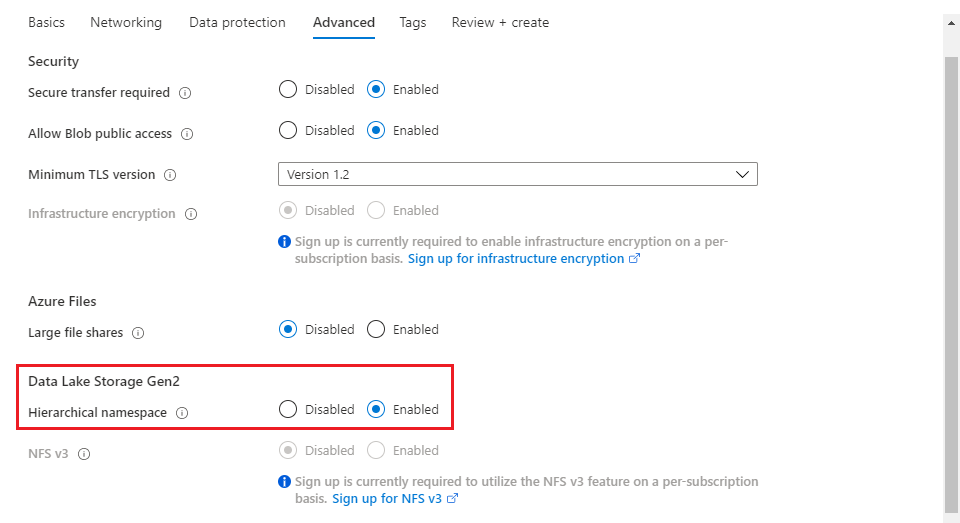 Basics Networking Data protection Advanced Tags Review + create
Security
Secure transfer required Disabled Enabled
Allow Blob public access Disabled Enabled
Minimum TLS version Version 1.2
Infrastructure encryption Disabled Enabled
Sign up is currently required to enable infrastructure encryption on a per-
subscription basis. Sign up for infrastructure encryption
Azure Files
Large file shares Disabled Enabled
Data Lake Storage Gen2
Hierarchical namespace Disabled Enabled
NFS v3 Disabled Enabled
Sign up is currently required to utilize the NFS v3 feature on a per-subscription
basis. Sign up for NFS v3